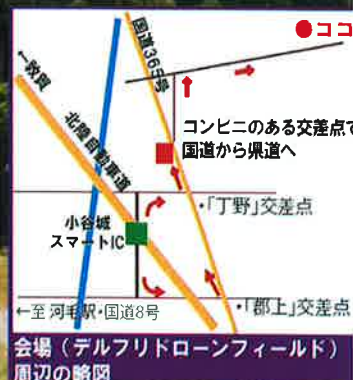 国道365号
●ココ
←敦賀
北陸自動車道
コンビニのある交差点で
国道から県道へ
・「丁野」交差点
小谷城
スマートIC
←至 河毛駅・国道8号
・「郡上」交差点
会場（デルフリドローンフィールド）
周辺の略図